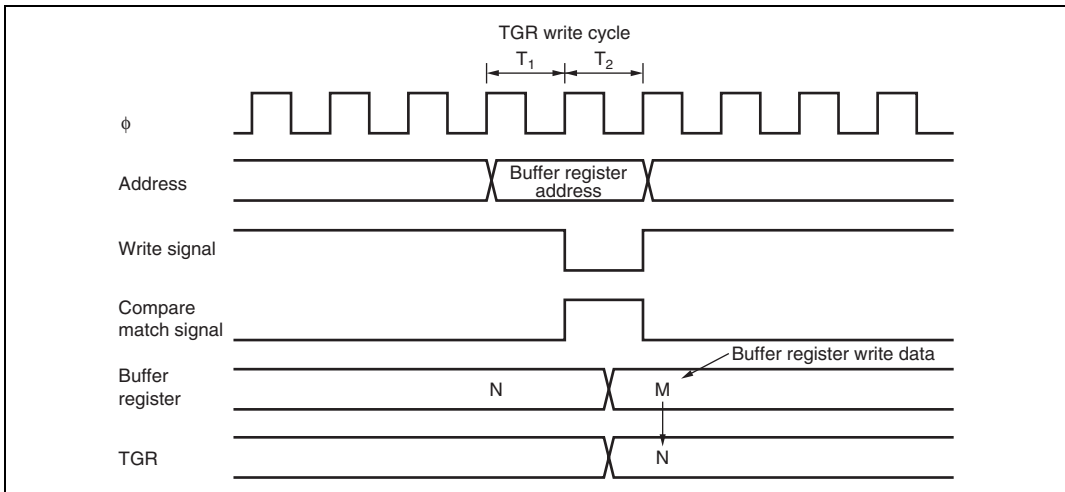 TGR write cycle
T1 T2
ϕ
Address
Buffer register
address
Write signal
Compare
match signal
Buffer register write data
Buffer
register
N
M
TGR
N